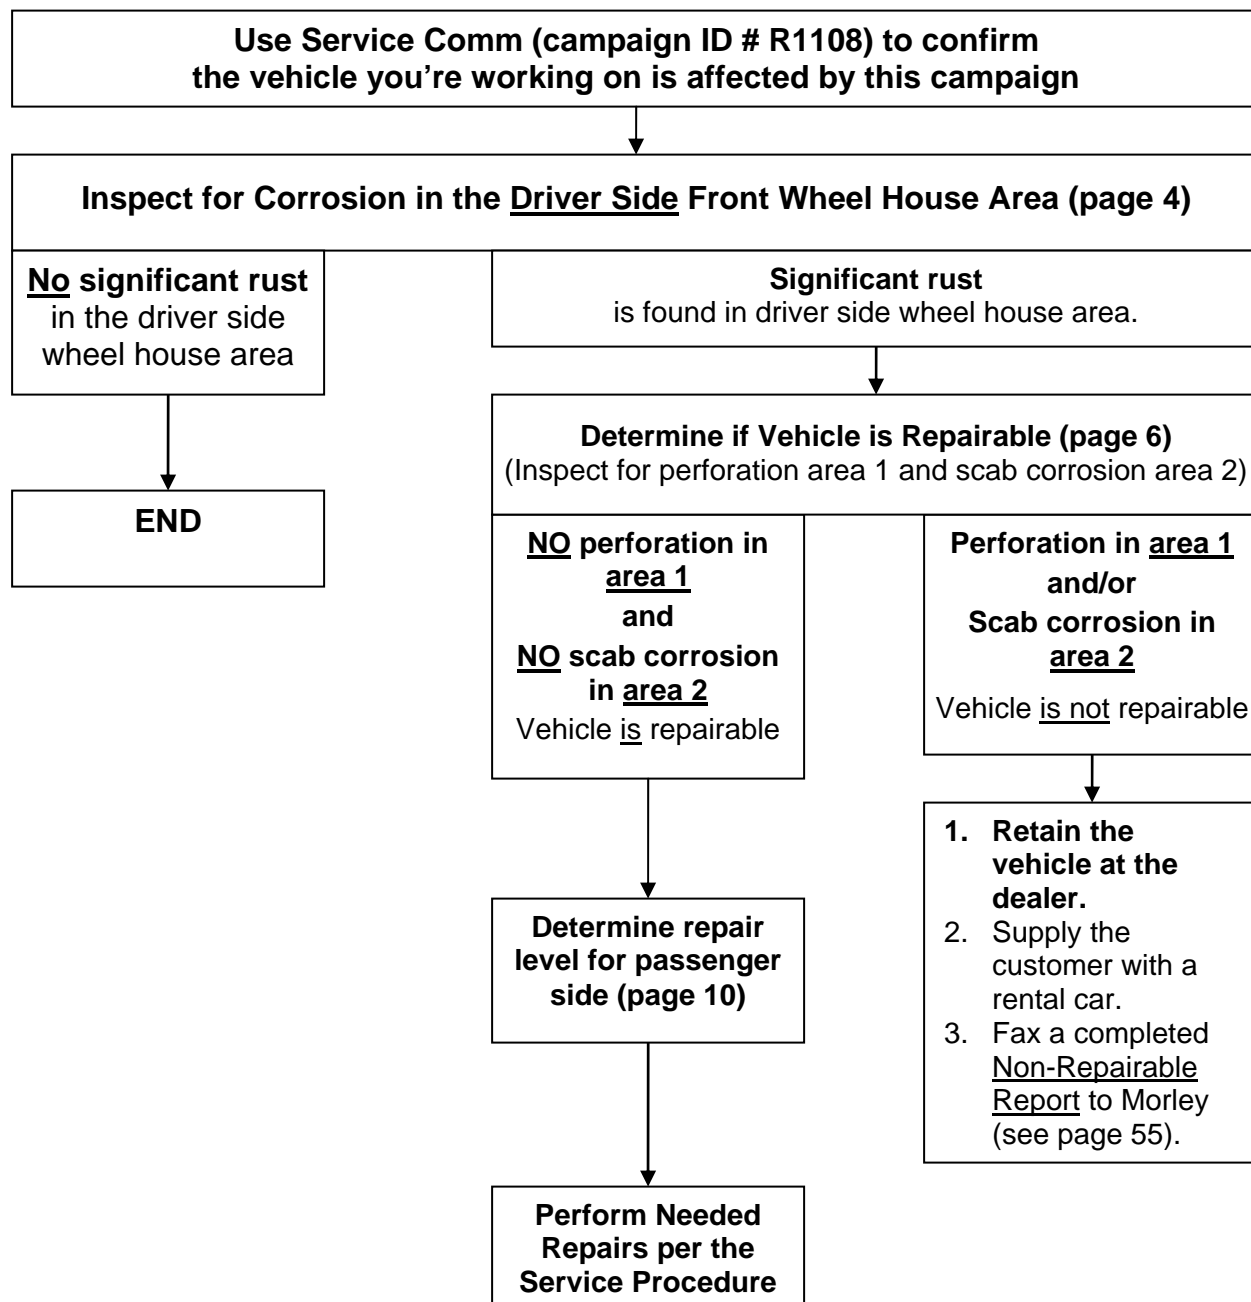 Use Service Comm (campaign ID # R1108) to confirm
the vehicle you're working on is affected by this campaign
Inspect for Corrosion in the Driver Side Front Wheel House Area (page 4)
No significant rust
in the driver side
wheel house area
Significant rust
is found in driver side wheel house area.
END
Determine if Vehicle is Repairable (page 6)
(Inspect for perforation area 1 and scab corrosion area 2)
NO perforation in
area 1
and
NO scab corrosion
in area 2
Vehicle is repairable
Perforation in area 1
and/or
Scab corrosion in
area 2
Vehicle is not repairable
Determine repair
level for passenger
side (page 10)
1. Retain the
vehicle at the
dealer.
2. Supply the
customer with a
rental car.
3. Fax a completed
Non-Repairable
Report to Morley
(see page 55).
Perform Needed
Repairs per the
Service Procedure